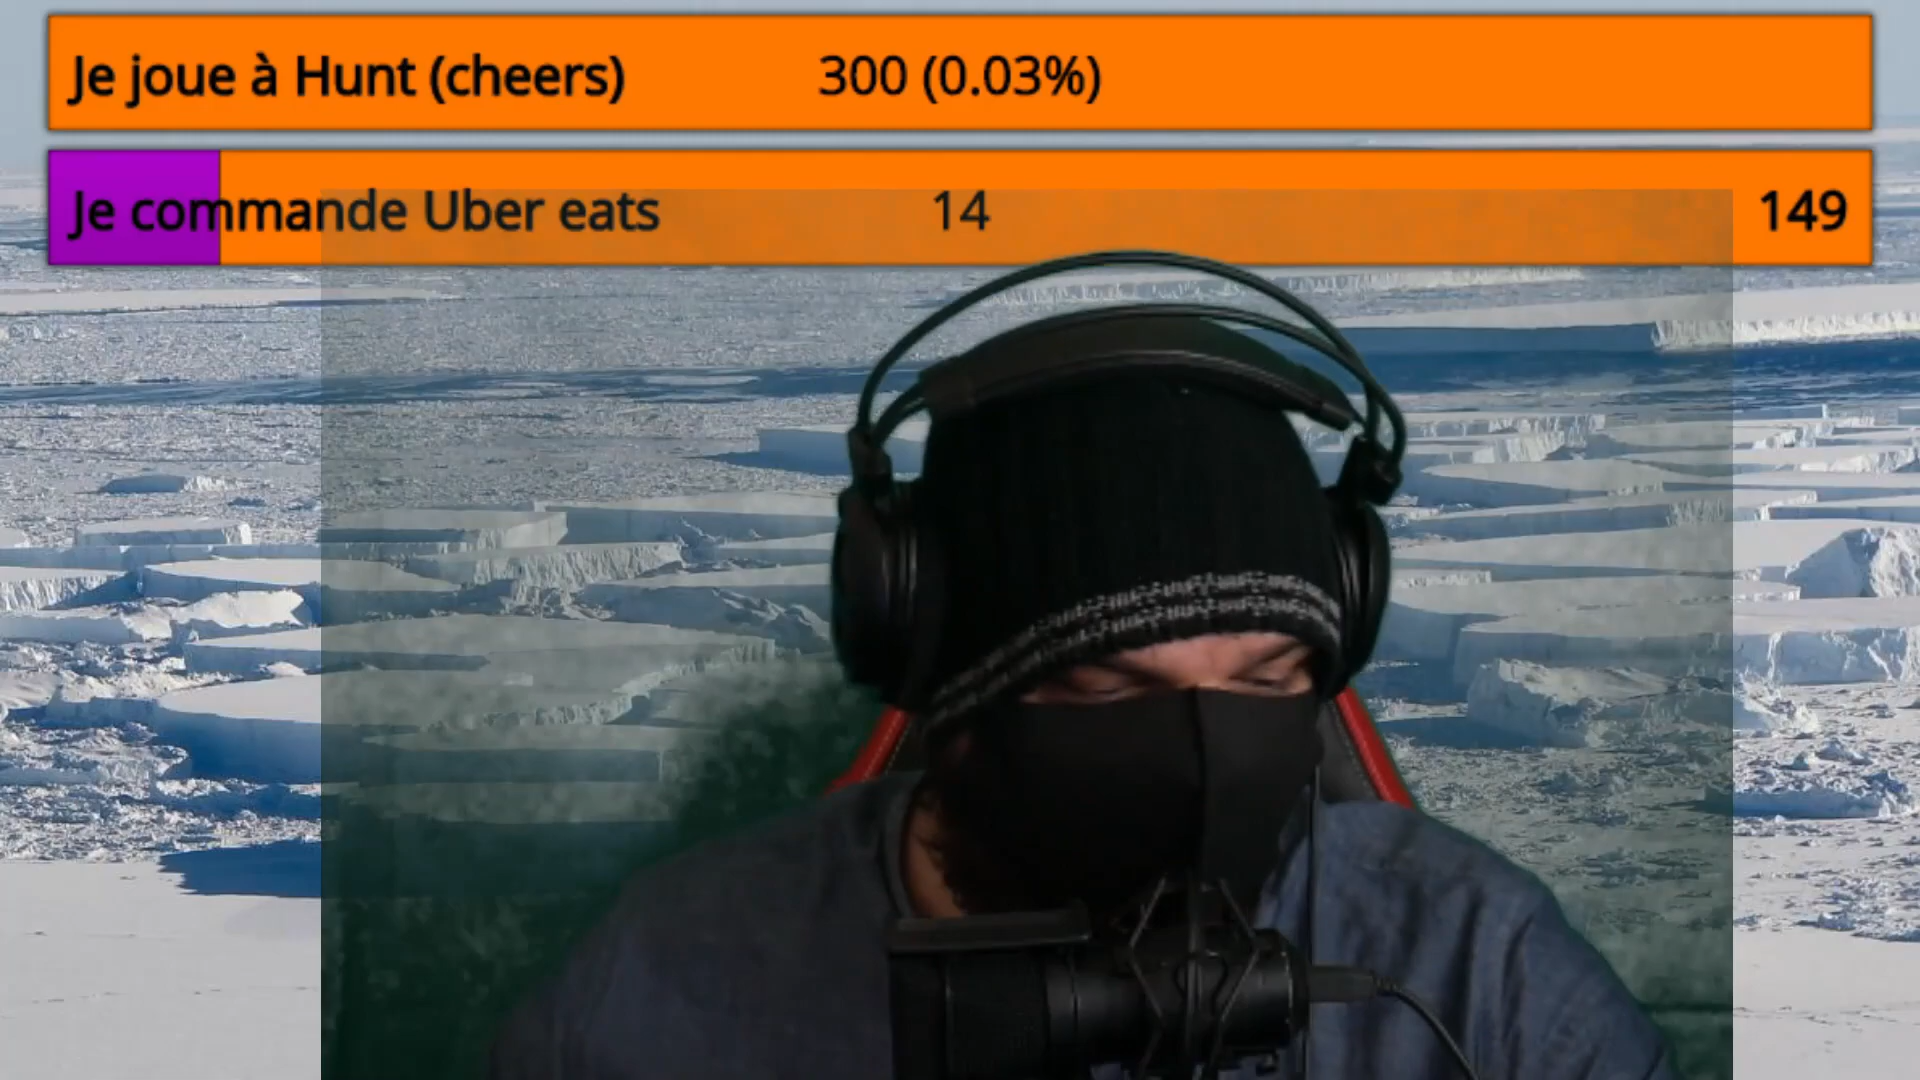 Je joue à Hunt (cheers) 300 (0.03%)
Je commande Uber eats 14 149